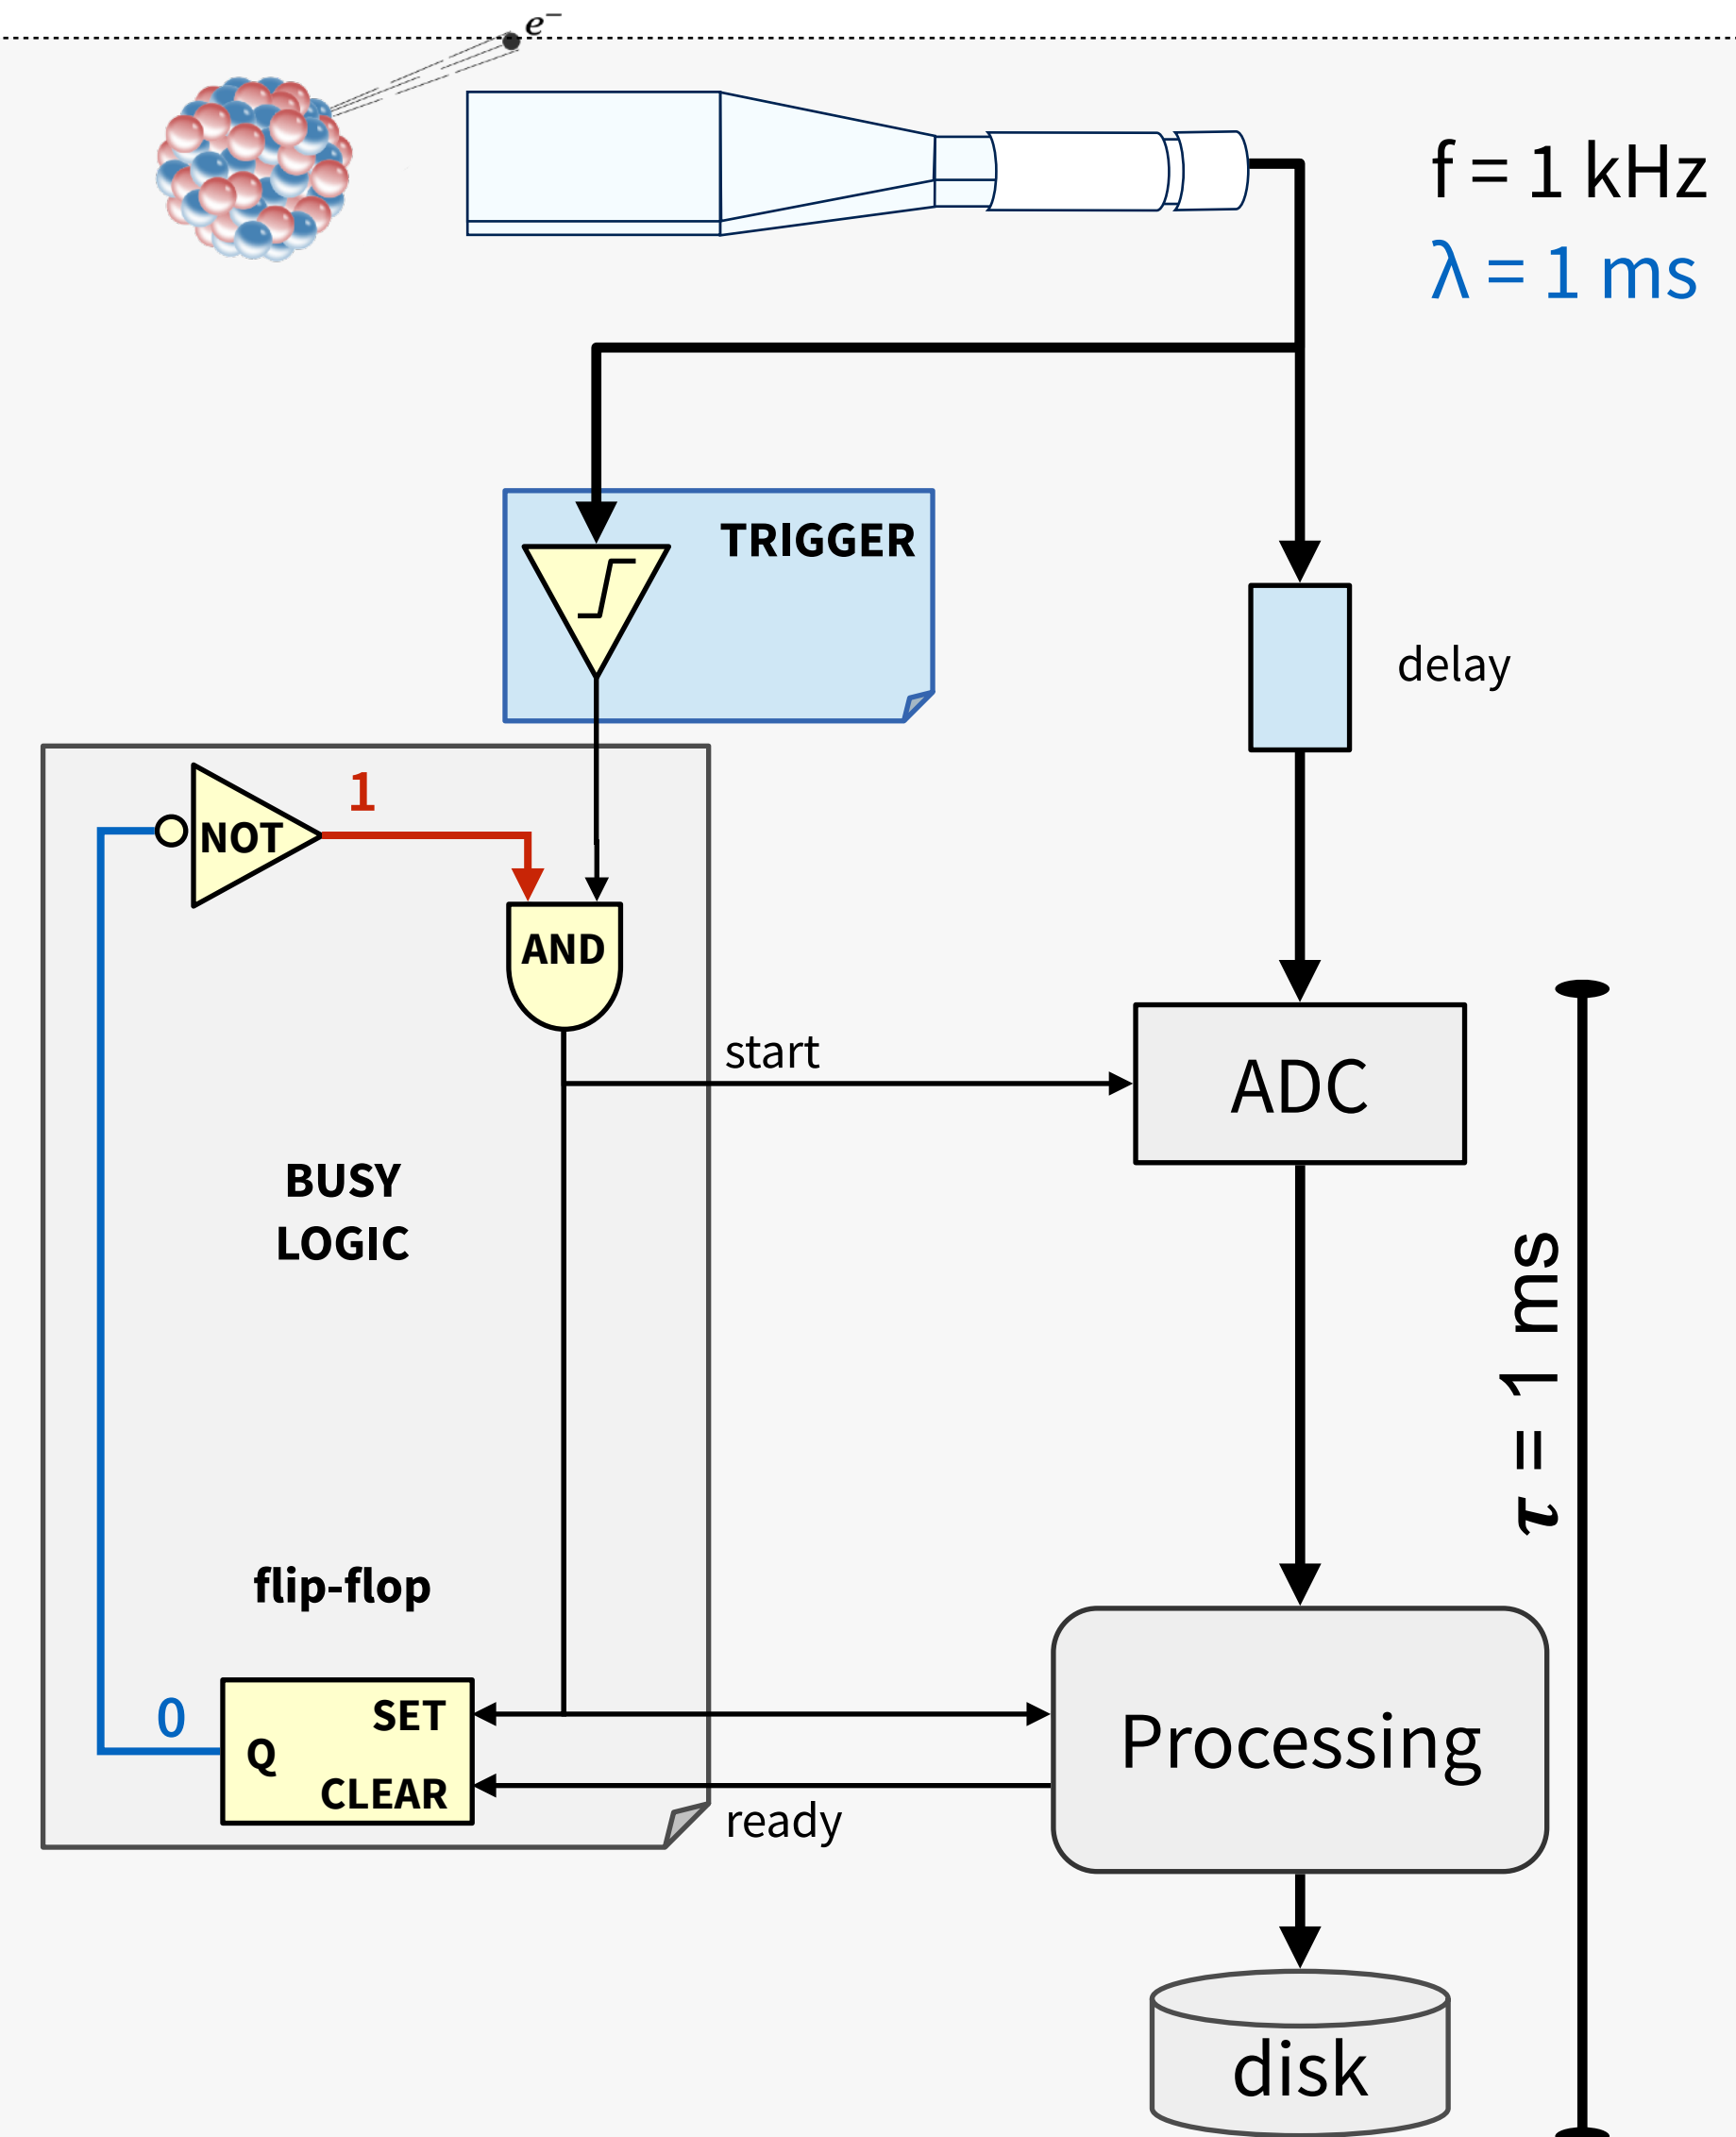 e⁻
f = 1 kHz
λ = 1 ms
TRIGGER
delay
1
NOT
AND
start
ADC
BUSY
LOGIC
τ = 1 ms
flip-flop
0
SET
Q
CLEAR
Processing
ready
disk